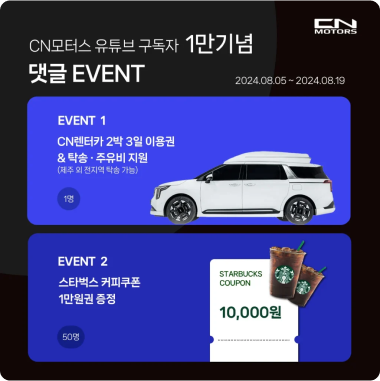 CN MOTORS
CN모터스 유튜브 구독자 1만기념
댓글 EVENT
2024.08.05 ~ 2024.08.19
EVENT 1
CN렌터카 2박 3일 이용권
& 탁송 · 주유비 지원
(제주 외 전지역 탁송 가능)
1명
EVENT 2
스타벅스 커피쿠폰
1만원권 증정
50명
STARBUCKS
COUPON
10,000원